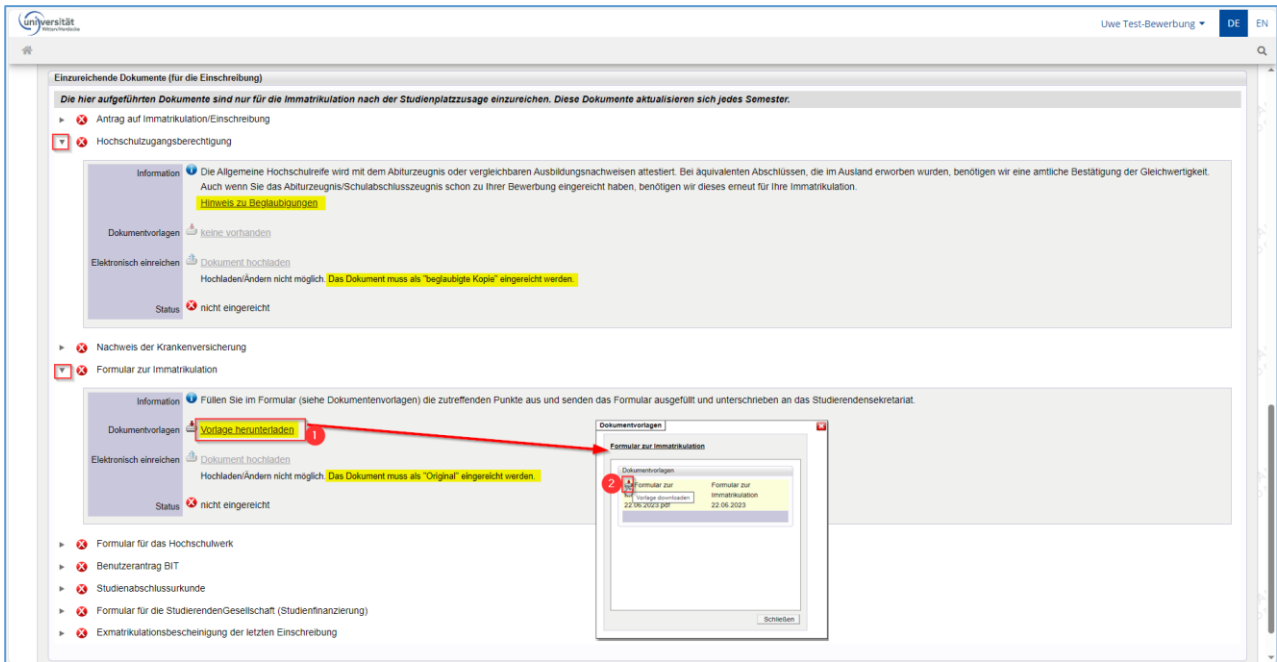 universität
Witten/Herdecke
Uwe Test-Bewerbung
DE
EN
Einzureichende Dokumente (für die Einschreibung)
Die hier aufgeführten Dokumente sind nur für die Immatrikulation nach der Studienplatzzusage einzureichen. Diese Dokumente aktualisieren sich jedes Semester.
Antrag auf Immatrikulation/Einschreibung
Hochschulzugangsberechtigung
Information Die Allgemeine Hochschulreife wird mit dem Abiturzeugnis oder vergleichbaren Ausbildungsnachweisen attestiert. Bei äquivalenten Abschlüssen, die im Ausland erworben wurden, benötigen wir eine amtliche Bestätigung der Gleichwertigkeit.
Auch wenn Sie das Abiturzeugnis/Schulabschlusszeugnis schon zu Ihrer Bewerbung eingereicht haben, benötigen wir dieses erneut für Ihre Immatrikulation.
Hinweis zu Beglaubigungen
Dokumentvorlagen keine vorhanden
Elektronisch einreichen Dokument hochladen
Hochladen/Ändern nicht möglich. Das Dokument muss als "beglaubigte Kopie" eingereicht werden.
Status nicht eingereicht
Nachweis der Krankenversicherung
Formular zur Immatrikulation
Information Füllen Sie im Formular (siehe Dokumentenvorlagen) die zutreffenden Punkte aus und senden das Formular ausgefüllt und unterschrieben an das Studierendensekretariat.
Dokumentvorlagen Vorlage herunterladen
1
Elektronisch einreichen Dokument hochladen
Hochladen/Ändern nicht möglich. Das Dokument muss als "Original" eingereicht werden.
Status nicht eingereicht
Dokumentvorlagen
Formular zur Immatrikulation
Dokumentvorlagen
2
Formular zur
Vorlage downloaden
22.06.2023.pdf
Formular zur
Immatrikulation
22.06.2023
Schließen
Formular für das Hochschulwerk
Benutzerantrag BIT
Studienabschlussurkunde
Formular für die StudierendenGesellschaft (Studienfinanzierung)
Exmatrikulationsbescheinigung der letzten Einschreibung